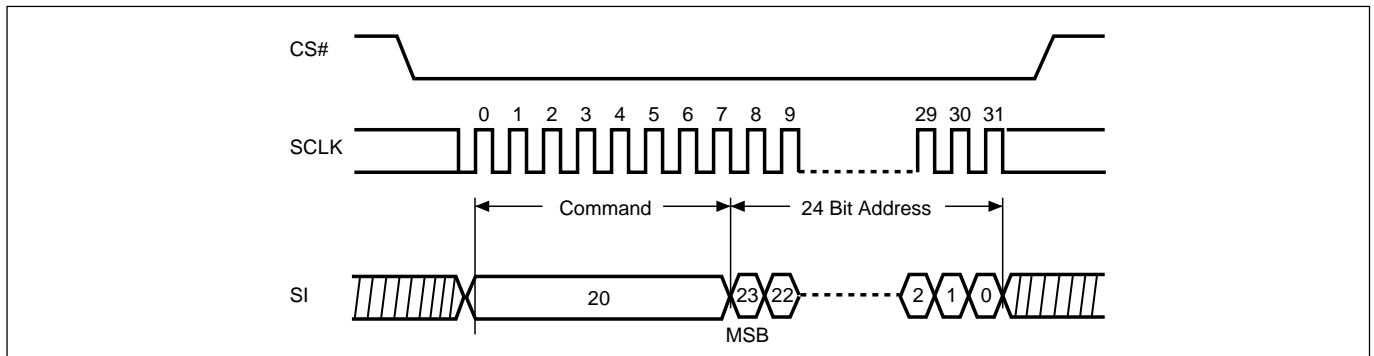 CS#
0 1 2 3 4 5 6 7 8 9 29 30 31
SCLK
Command 24 Bit Address
SI 20 23 22 2 1 0
MSB